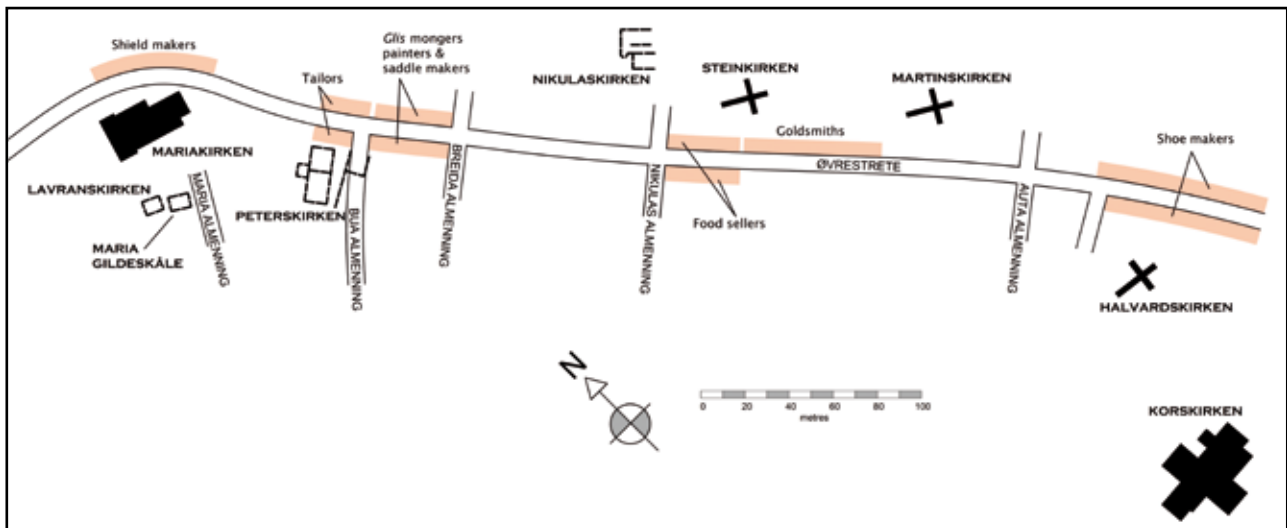 Shield makers
Glis mongers
painters &
saddle makers
Tailors
NIKULASKIRKEN
STEINKIRKEN
MARTINSKIRKEN
Goldsmiths
Shoe makers
MARIAKIRKEN
ØVRESTRETE
LAVRANSKIRKEN
MARIA ALMENNING
PETERSKIRKEN
BUA ALMENNING
BREIDA ALMENNING
NIKULAS ALMENNING
Food sellers
AUTA ALMENNING
MARIA
GILDESKÅLE
HALVARDSKIRKEN
N
0 20 40 60 80 100
metres
KORSKIRKEN